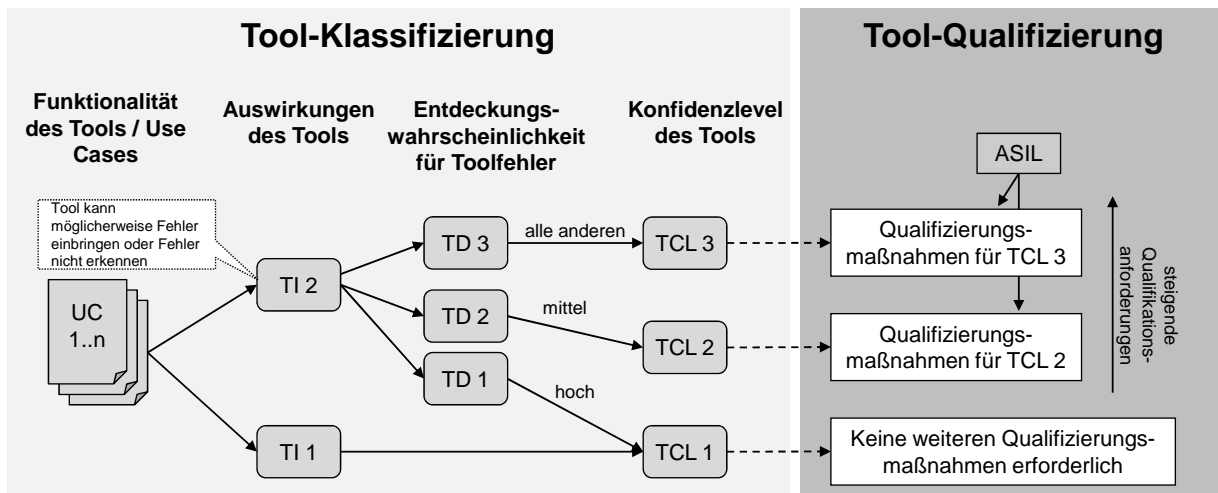 Tool-Klassifizierung
Tool-Qualifizierung
Funktionalität
des Tools / Use
Cases
Auswirkungen
des Tools
Entdeckungs-
wahrscheinlichkeit
für Toolfehler
Konfidenzlevel
des Tools
ASIL
Tool kann
möglicherweise Fehler
einbringen oder Fehler
nicht erkennen
UC
1..n
TI 2
TI 1
TD 3
TD 2
TD 1
alle anderen
mittel
hoch
TCL 3
TCL 2
TCL 1
Qualifizierungs-
maßnahmen für TCL 3
Qualifizierungs-
maßnahmen für TCL 2
Keine weiteren Qualifizierungs-
maßnahmen erforderlich
steigende
Qualifikations-
anforderungen